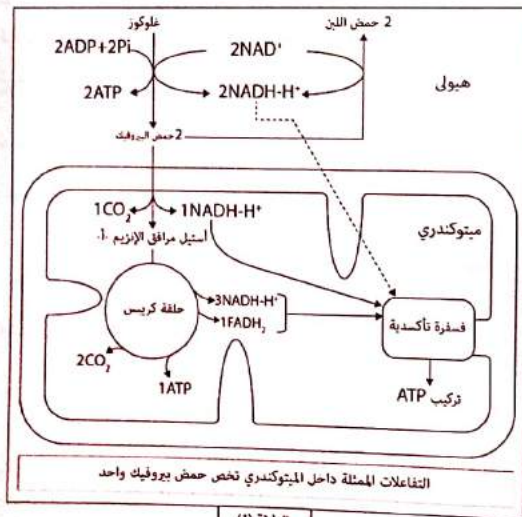 غلوكوز
2 حمض اللبن
2ADP+2Pi
2NAD⁺
2ATP
2NADH-H⁺
هيولى
2 حمض البيروفيك
ميتوكندري
1CO₂
1NADH-H⁺
أستيل مرافق الإنزيم
حلقة كريبس
3NADH-H⁺
1FADH₂
فسفرة تأكسدية
2CO₂
1ATP
تركيب ATP
التفاعلات الممثلة داخل الميتوكندري تخص حمض بيروفيك واحد